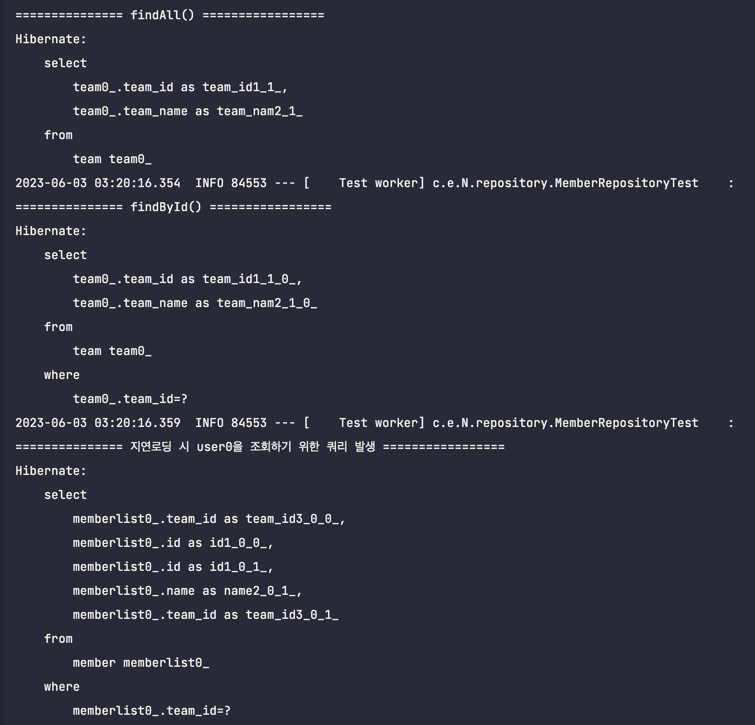 =============== findAll() =================
Hibernate:
    select
        team0_.team_id as team_id1_1_,
        team0_.team_name as team_nam2_1_
    from
        team team0_
2023-06-03 03:20:16.354  INFO 84553 --- [    Test worker] c.e.N.repository.MemberRepositoryTest    :
=============== findById() =================
Hibernate:
    select
        team0_.team_id as team_id1_1_0_,
        team0_.team_name as team_nam2_1_0_
    from
        team team0_
    where
        team0_.team_id=?
2023-06-03 03:20:16.359  INFO 84553 --- [    Test worker] c.e.N.repository.MemberRepositoryTest    :
=============== 지연로딩 시 user0을 조회하기 위한 쿼리 발생 =================
Hibernate:
    select
        memberlist0_.team_id as team_id3_0_0_,
        memberlist0_.id as id1_0_0_,
        memberlist0_.id as id1_0_1_,
        memberlist0_.name as name2_0_1_,
        memberlist0_.team_id as team_id3_0_1_
    from
        member memberlist0_
    where
        memberlist0_.team_id=?